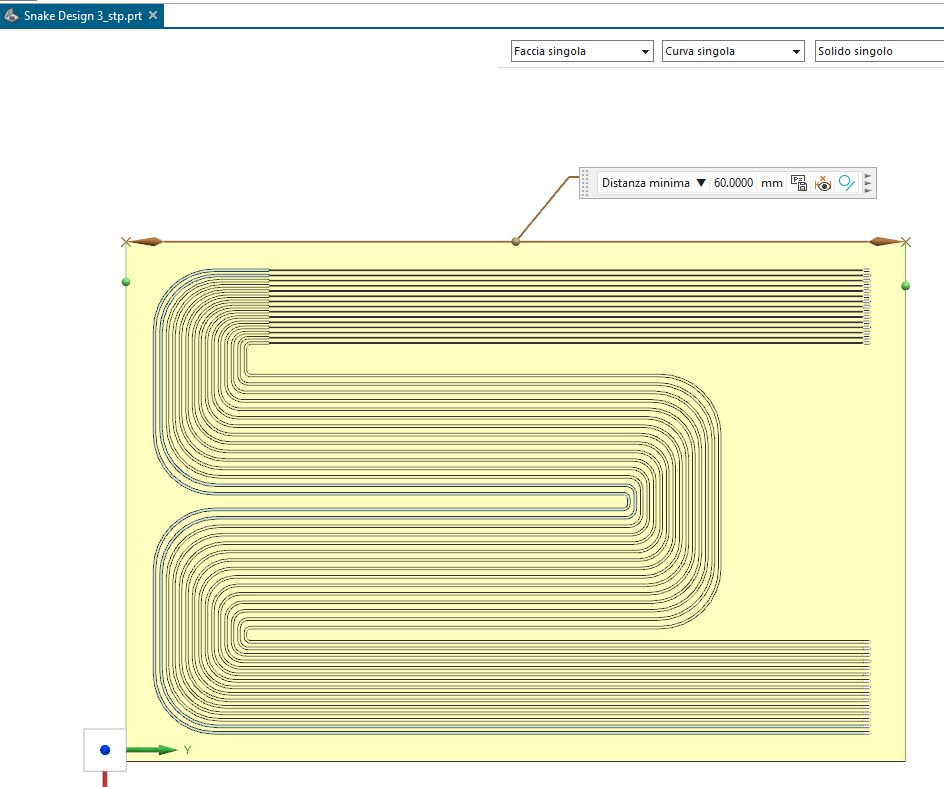 Snake Design 3_stp.prt
Faccia singola Curva singola Solido singolo
Distanza minima 60.0000 mm
Y